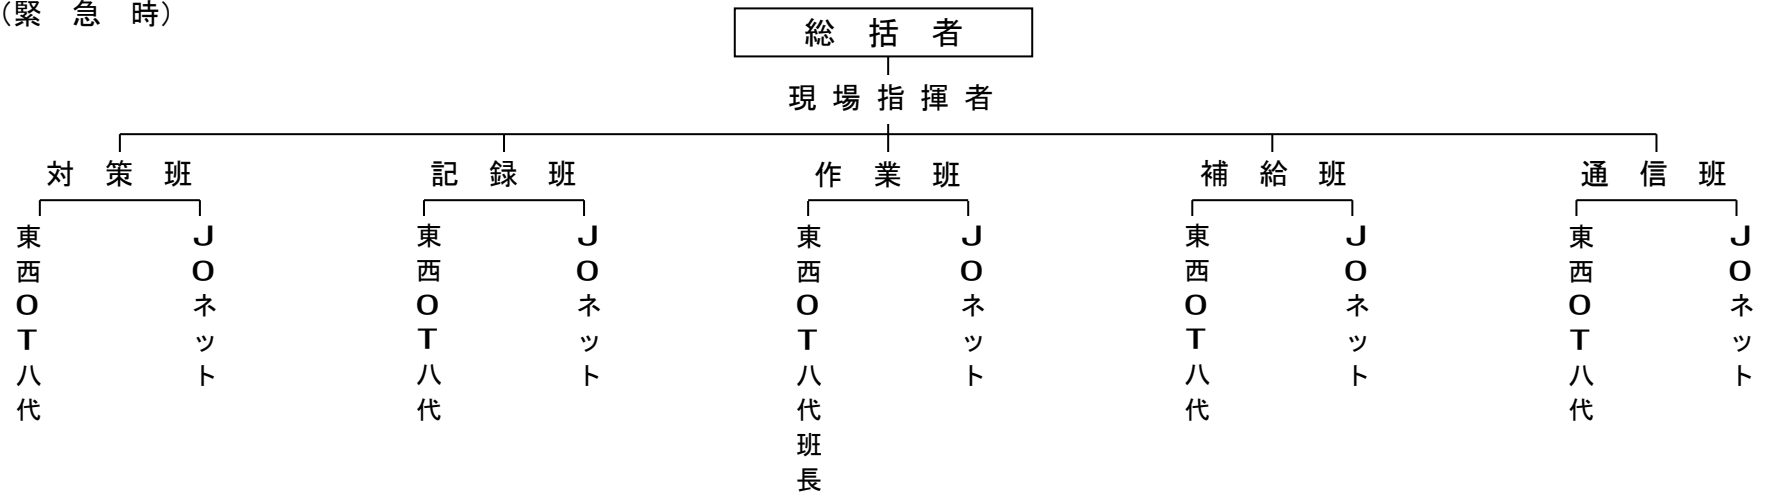 (緊 急 時)
総 括 者
現場指揮者
対 策 班
記 録 班
作 業 班
補 給 班
通 信 班
東西OT八代
JOネット
東西OT八代
JOネット
東西OT八代班長
JOネット
東西OT八代
JOネット
東西OT八代
JOネット